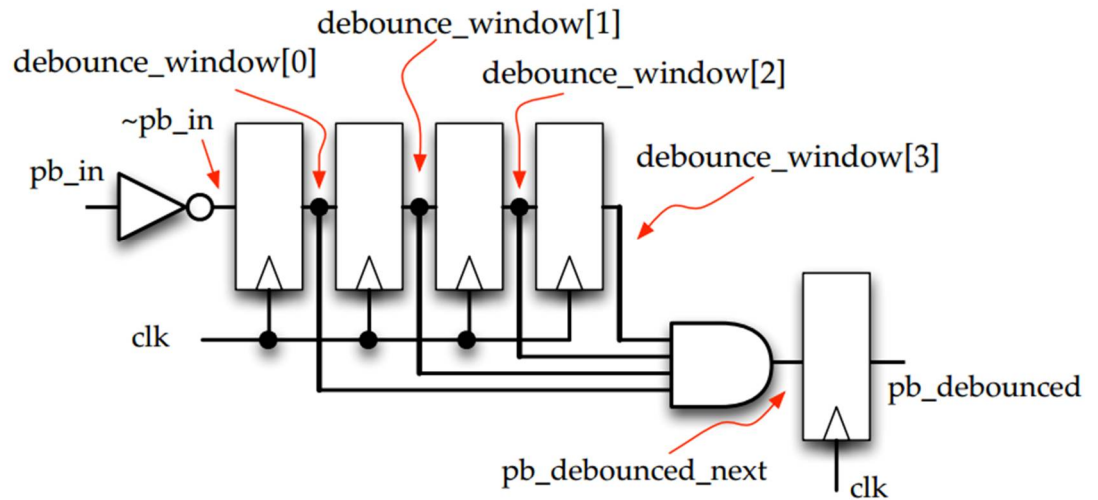 debounce_window[1]
debounce_window[0]
debounce_window[2]
~pb_in
debounce_window[3]
pb_in
clk
pb_debounced
pb_debounced_next
clk